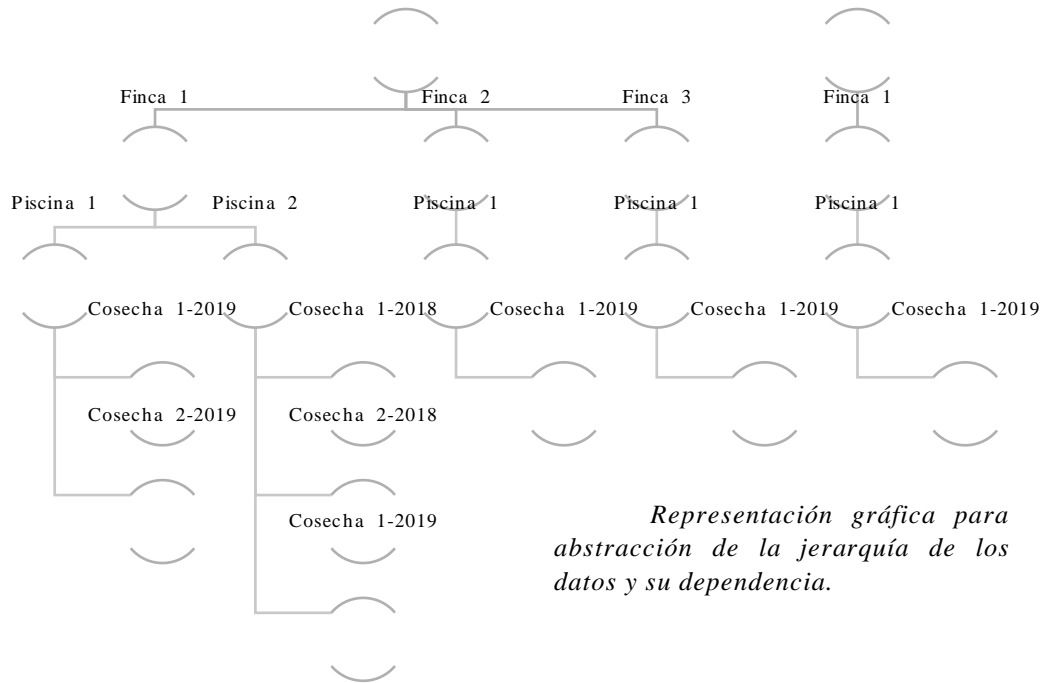 Finca 1
Finca 2
Finca 3
Finca 1
Piscina 1
Piscina 2
Piscina 1
Piscina 1
Piscina 1
Cosecha 1-2019
Cosecha 1-2018
Cosecha 1-2019
Cosecha 1-2019
Cosecha 1-2019
Cosecha 2-2019
Cosecha 2-2018
Cosecha 1-2019
Representación gráfica para
abstracción de la jerarquía de los
datos y su dependencia.